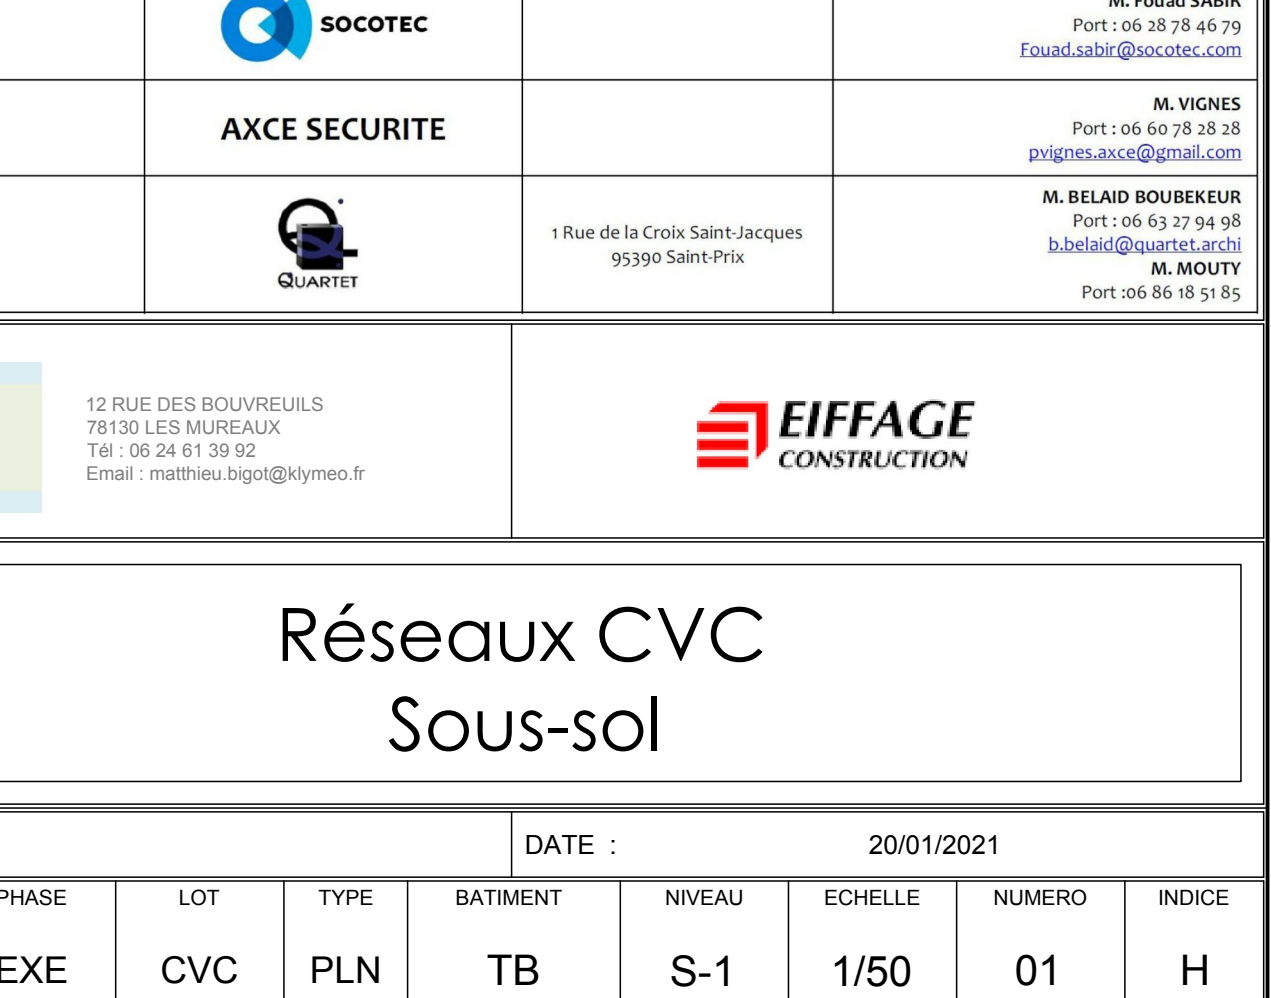 SOCOTEC
M. Fouad SABIR
Port : 06 28 78 46 79
Fouad.sabir@socotec.com
AXCE SECURITE
M. VIGNES
Port : 06 60 78 28 28
pvignes.axce@gmail.com
QUARTET
1 Rue de la Croix Saint-Jacques
95390 Saint-Prix
M. BELAID BOUBEKEUR
Port : 06 63 27 94 98
b.belaid@quartet.archi
M. MOUTY
Port :06 86 18 51 85
12 RUE DES BOUVREUILS
78130 LES MUREAUX
Tél : 06 24 61 39 92
Email : matthieu.bigot@klymeo.fr
EIFFAGE
CONSTRUCTION
Réseaux CVC
Sous-sol
DATE : 20/01/2021
PHASE LOT TYPE BATIMENT NIVEAU ECHELLE NUMERO INDICE
EXE CVC PLN TB S-1 1/50 01 H